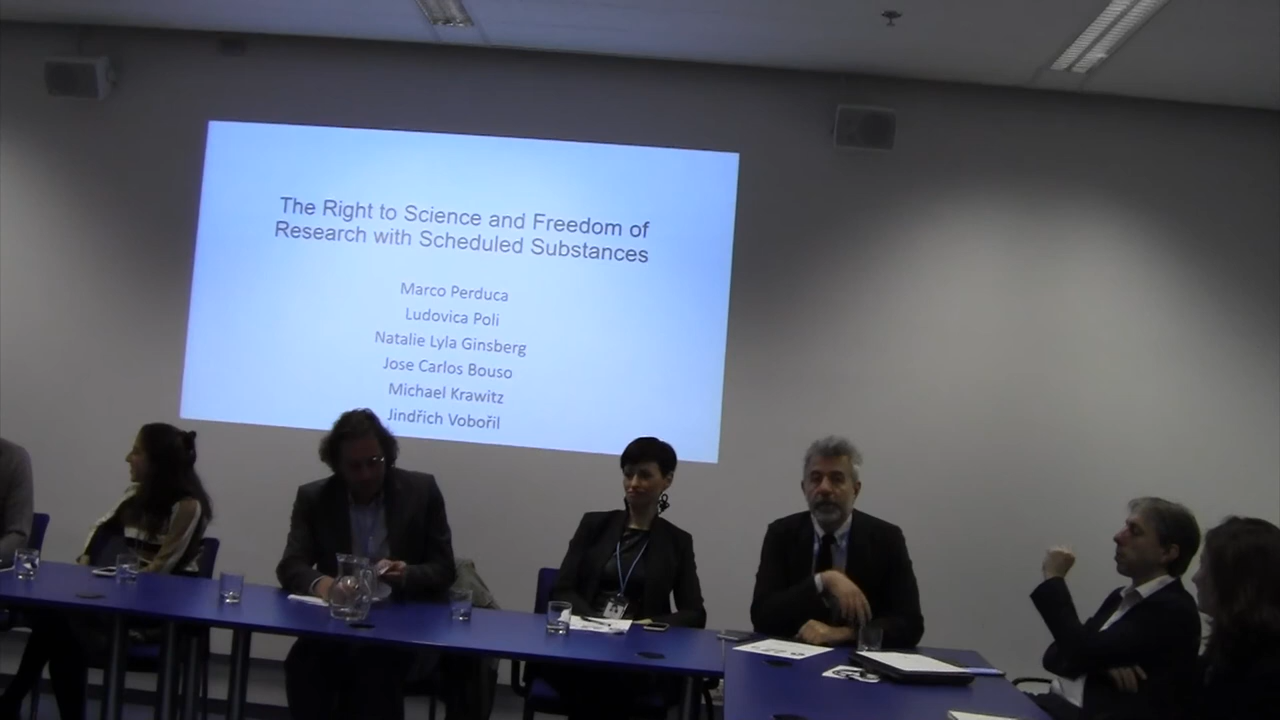 The Right to Science and Freedom of
Research with Scheduled Substances
Marco Perduca
Ludovica Poli
Natalie Lyla Ginsberg
Jose Carlos Bouso
Michael Krawitz
Jindřich Vobořil